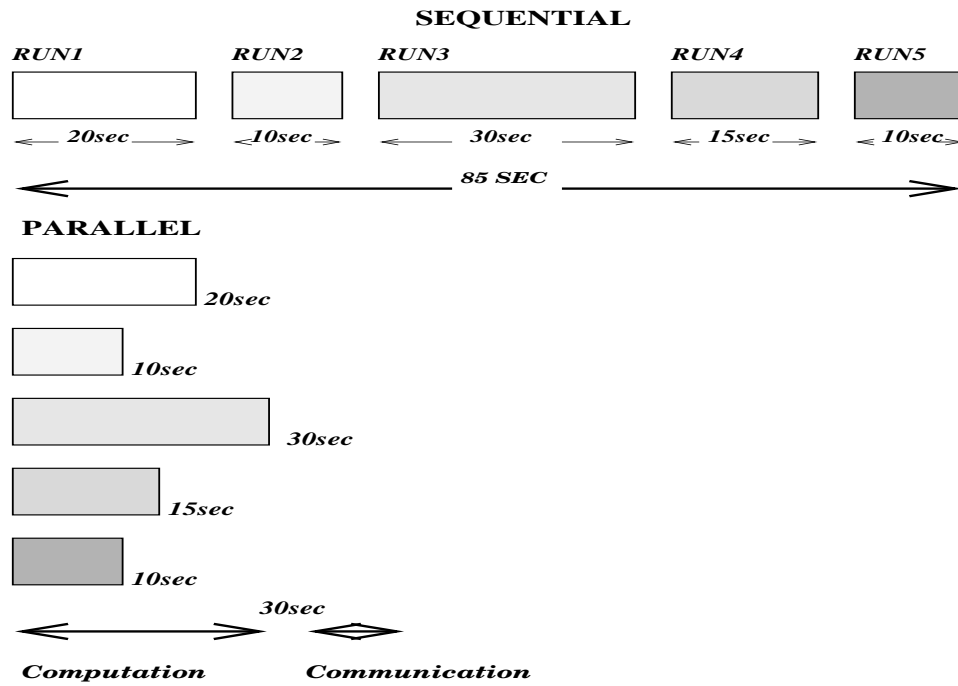 SEQUENTIAL
RUN1 RUN2 RUN3 RUN4 RUN5
20sec 10sec 30sec 15sec 10sec
85 SEC
PARALLEL
20sec
10sec
30sec
15sec
10sec
30sec
Computation Communication